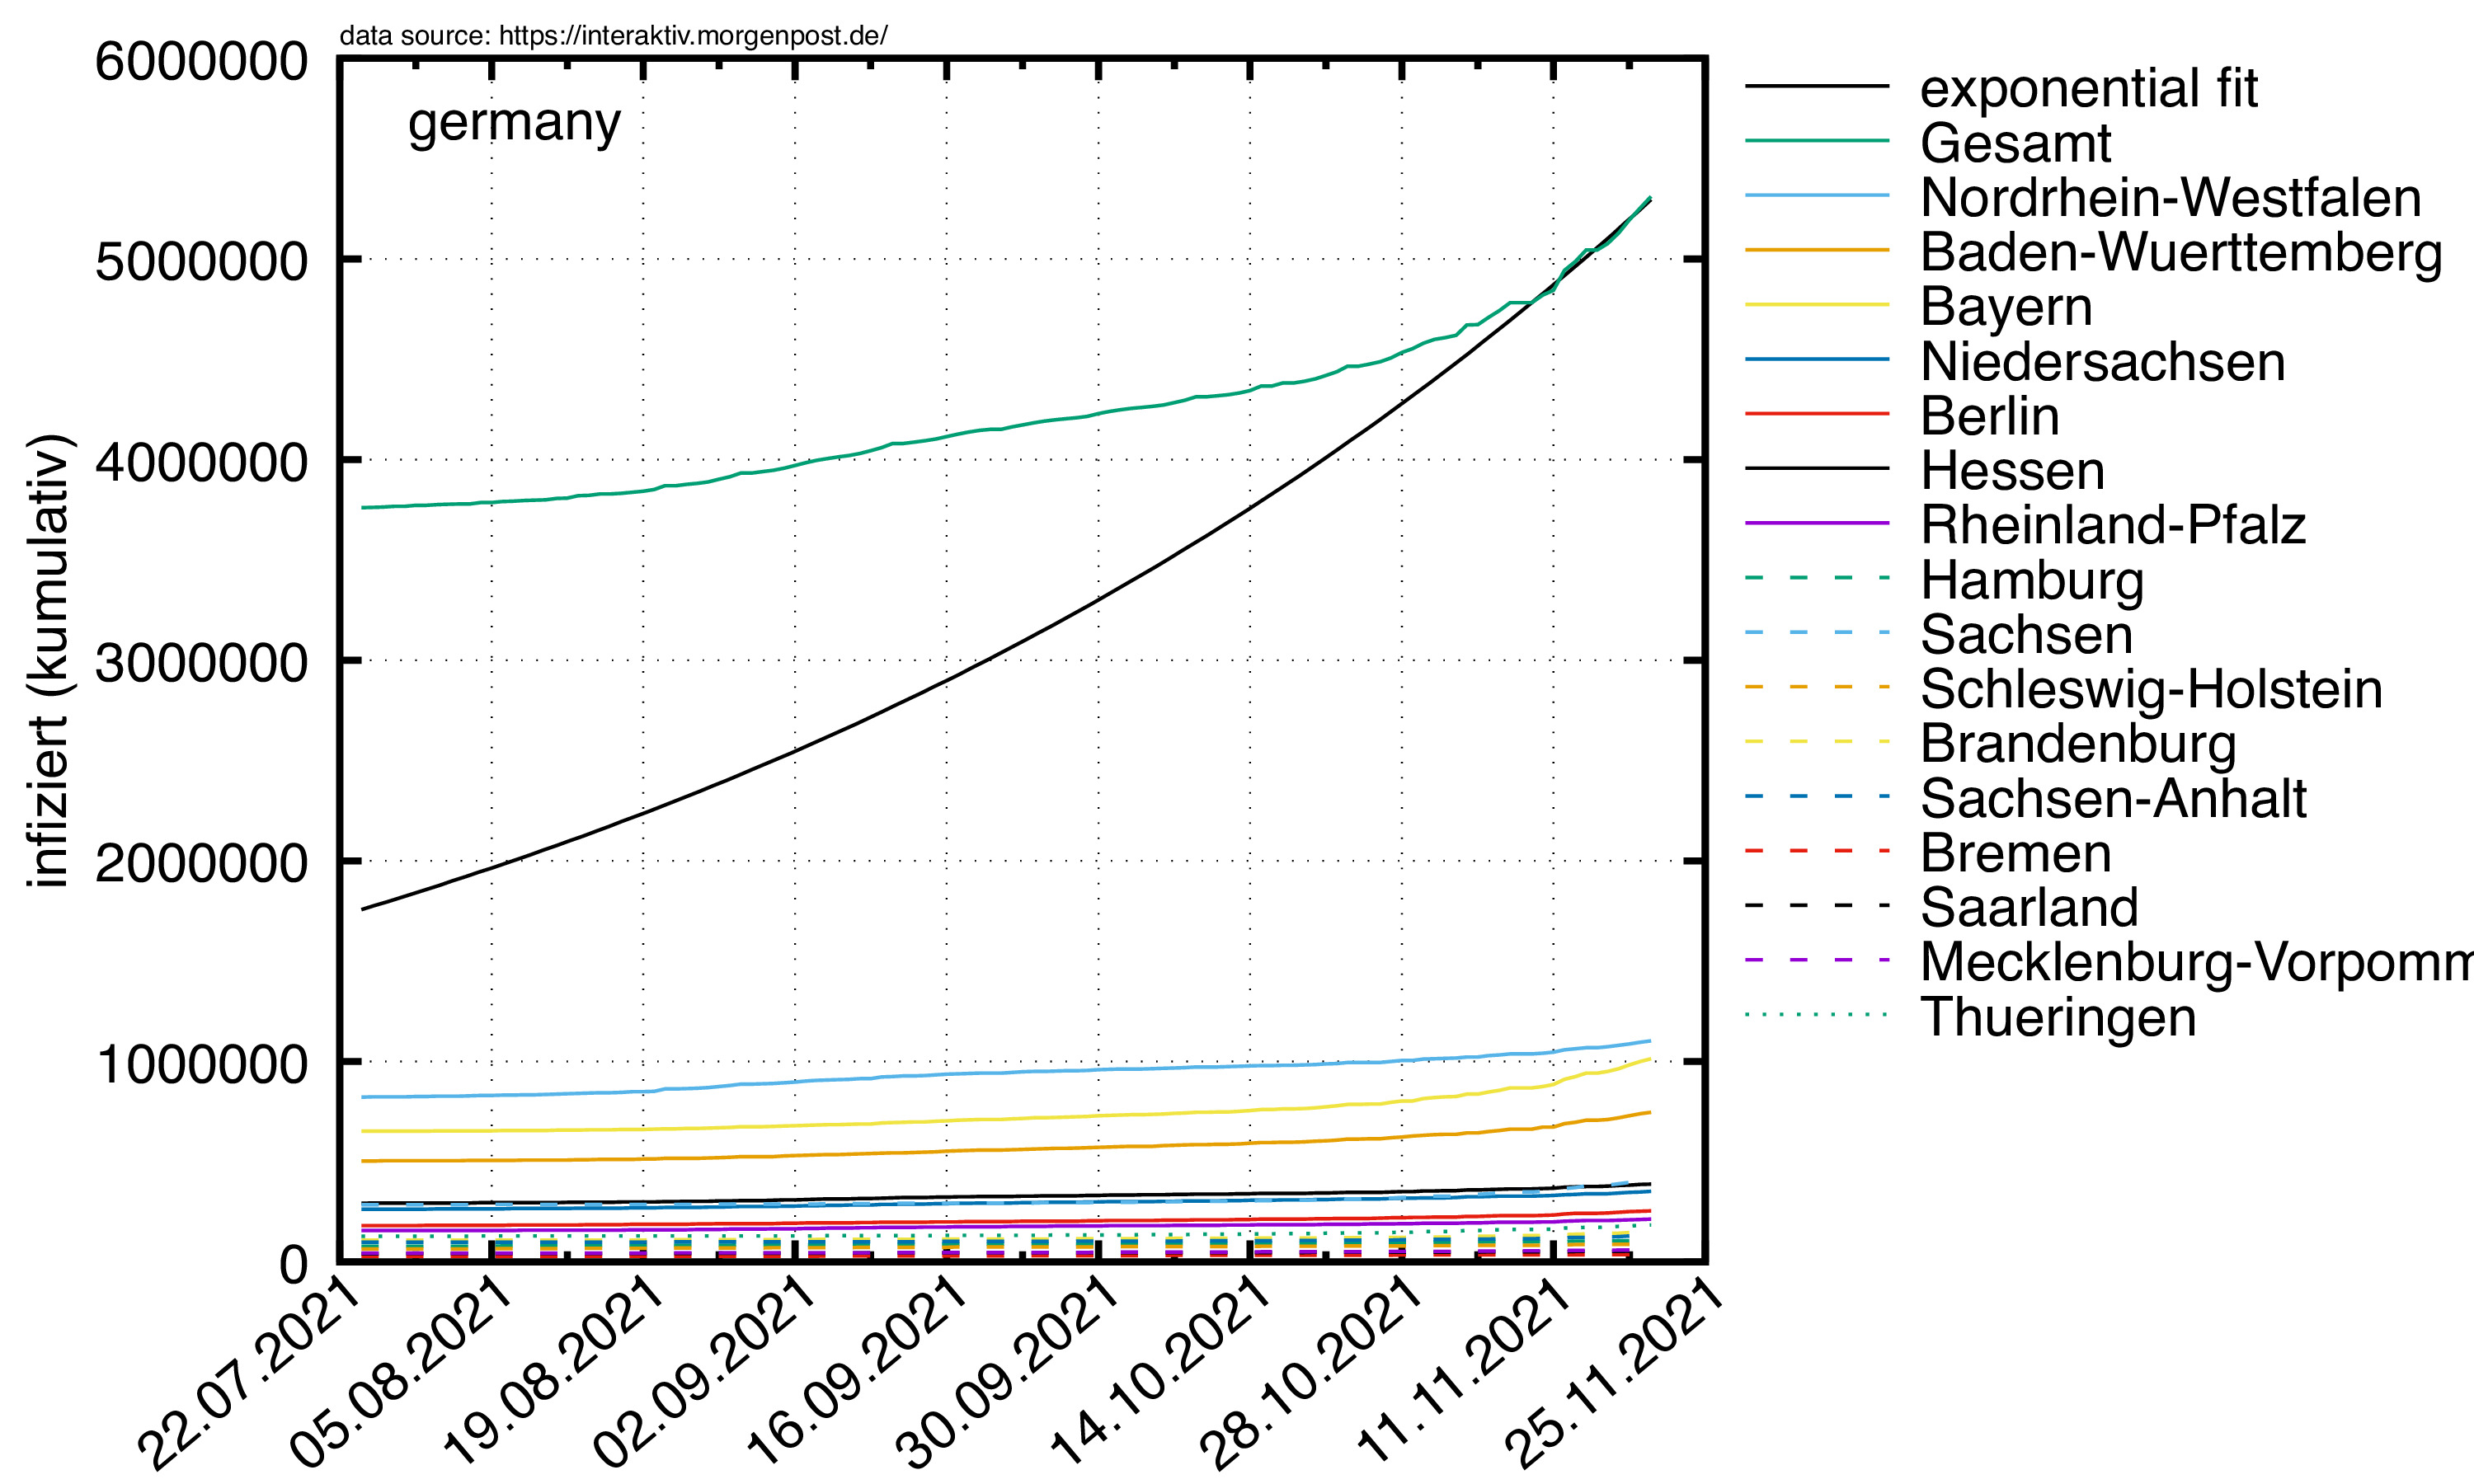 data source: https://interaktiv.morgenpost.de/
germany
infiziert (kumulativ)
6000000
5000000
4000000
3000000
2000000
1000000
0
22.07.2021
05.08.2021
19.08.2021
02.09.2021
16.09.2021
30.09.2021
14.10.2021
28.10.2021
11.11.2021
25.11.2021
exponential fit
Gesamt
Nordrhein-Westfalen
Baden-Wuerttemberg
Bayern
Niedersachsen
Berlin
Hessen
Rheinland-Pfalz
Hamburg
Sachsen
Schleswig-Holstein
Brandenburg
Sachsen-Anhalt
Bremen
Saarland
Mecklenburg-Vorpomm
Thueringen